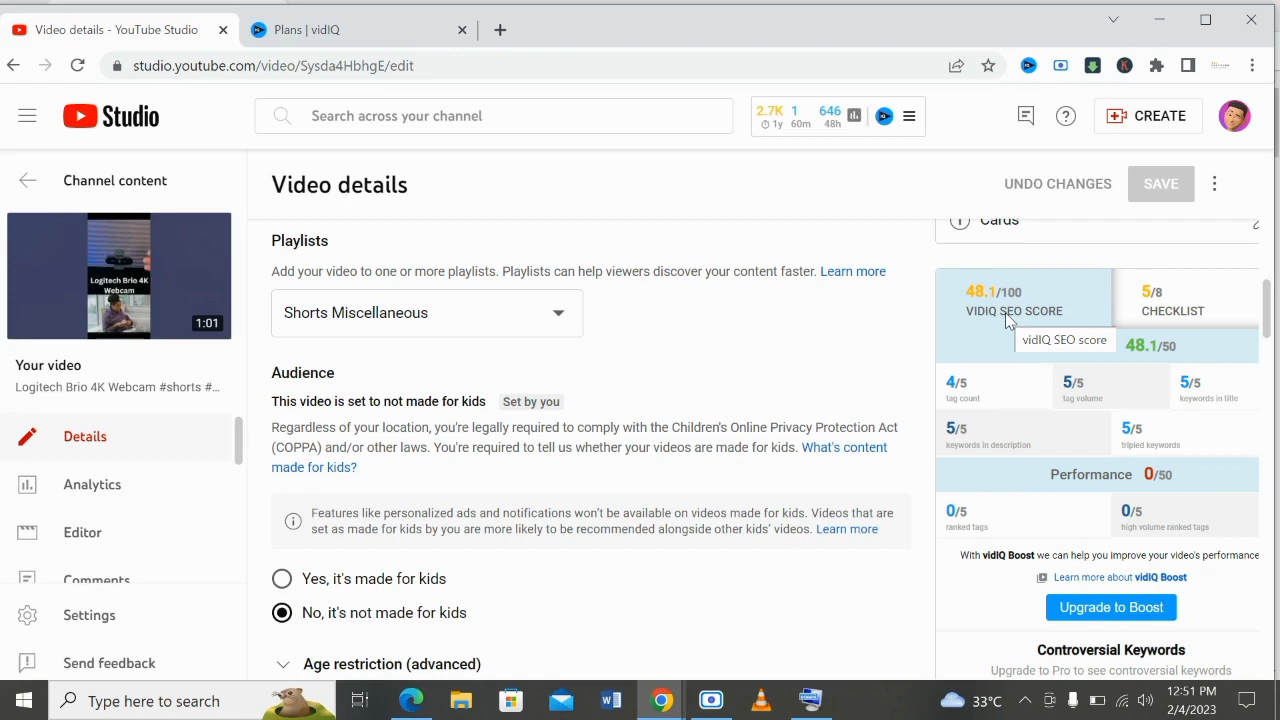 Video details - YouTube Studio
Plans | vidIQ
studio.youtube.com/video/Sysda4HbhgE/edit
Studio
Search across your channel
2.7K 1 646
1y 60m 48h
CREATE
Channel content
Video details
UNDO CHANGES
SAVE
Logitech Brio 4K
Webcam
1:01
Your video
Logitech Brio 4K Webcam #shorts #...
Details
Analytics
Editor
Comments
Settings
Send feedback
Playlists
Add your video to one or more playlists. Playlists can help viewers discover your content faster. Learn more
Shorts Miscellaneous
Audience
This video is set to not made for kids Set by you
Regardless of your location, you're legally required to comply with the Children's Online Privacy Protection Act
(COPPA) and/or other laws. You're required to tell us whether your videos are made for kids. What's content
made for kids?
Features like personalized ads and notifications won't be available on videos made for kids. Videos that are
set as made for kids by you are more likely to be recommended alongside other kids' videos. Learn more
Yes, it's made for kids
No, it's not made for kids
Age restriction (advanced)
Cards
48.1/100
VIDIQ SEO SCORE
5/8
CHECKLIST
vidIQ SEO score
48.1/50
4/5 5/5 5/5
tag count tag volume keywords in title
5/5 5/5
keywords in description tripled keywords
Performance 0/50
0/5 0/5
ranked tags high volume ranked tags
With vidIQ Boost we can help you improve your video's performance
Learn more about vidIQ Boost
Upgrade to Boost
Controversial Keywords
Upgrade to Pro to see controversial keywords
Type here to search
33°C
12:51 PM
2/4/2023